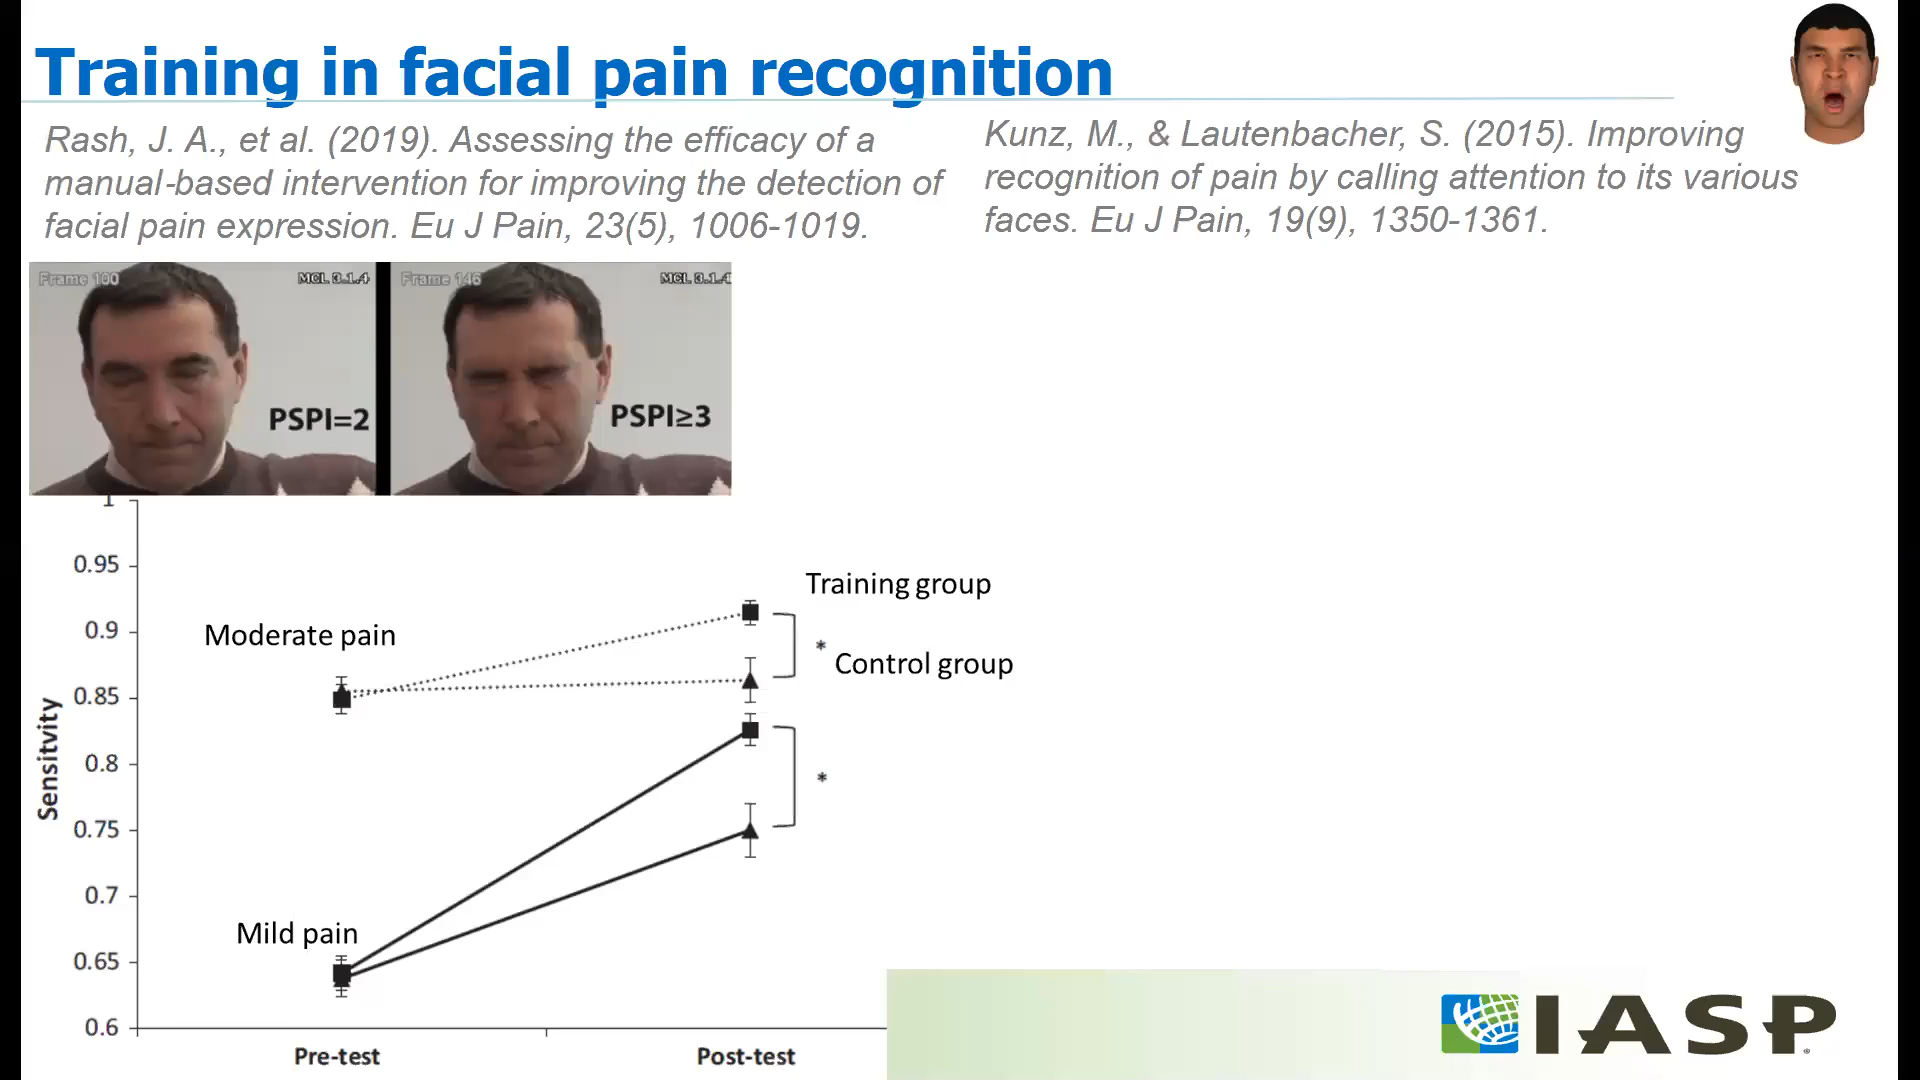 Training in facial pain recognition
Rash, J. A., et al. (2019). Assessing the efficacy of a
manual-based intervention for improving the detection of
facial pain expression. Eu J Pain, 23(5), 1006-1019.
Kunz, M., & Lautenbacher, S. (2015). Improving
recognition of pain by calling attention to its various
faces. Eu J Pain, 19(9), 1350-1361.
Frame 100
MCL 3.1.4
PSPI=2
Frame 146
MCL 3.1.4
PSPI≥3
1
0.95
0.9
0.85
0.8
0.75
0.7
0.65
0.6
Sensitvity
Moderate pain
Mild pain
Training group
*
Control group
*
Pre-test
Post-test
IASP